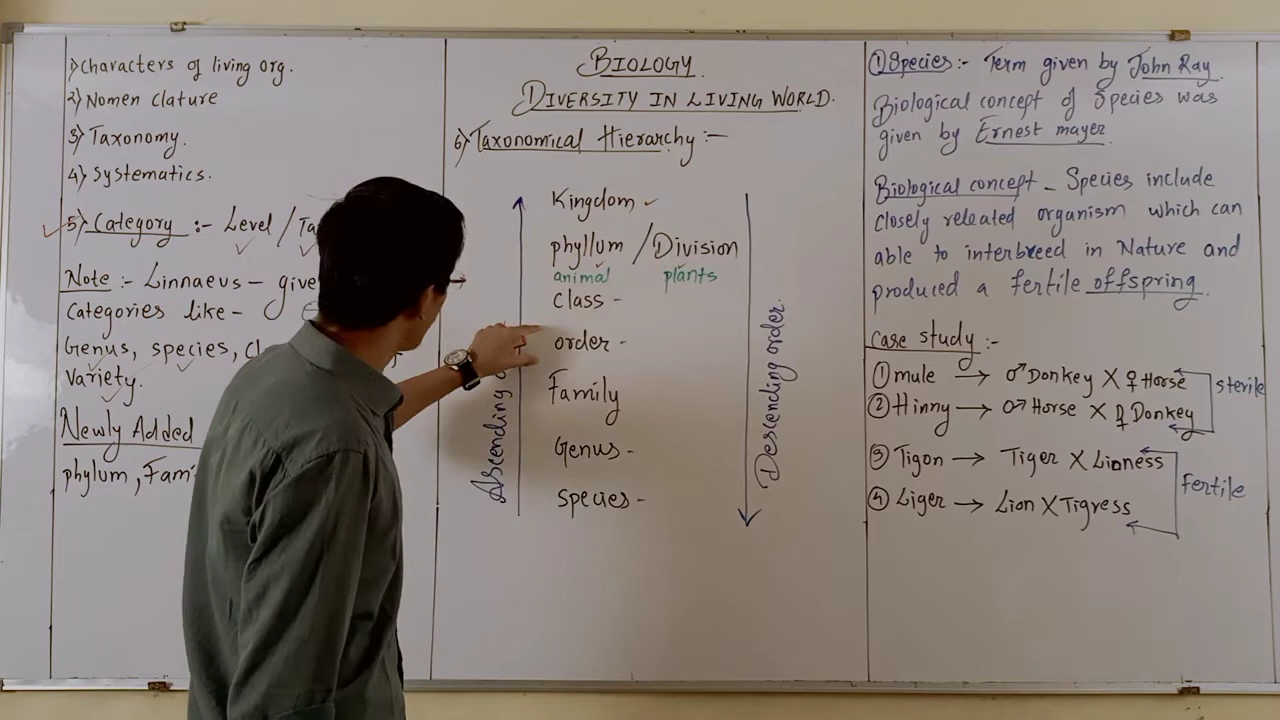 1) Characters of living org.
2) Nomen clature
3) Taxonomy.
4) Systematics.
5) Category :- Level /
Note :- Linnaeus -
Categories like -
Genus, species,
Variety.
Newly Added
phylum,
BIOLOGY
DIVERSITY IN LIVING WORLD.
6) Taxonomical Hierarchy :-
Kingdom
phyllum / Division
animal plants
Class -
order -
Family
Genus -
Species -
Ascending
Descending order.
① Species :- Term given by John Ray
Biological concept of Species was
given by Ernest mayer
Biological concept - Species include
closely releated organism which can
able to interbreed in Nature and
produced a fertile offspring.
Case study :-
① mule → ♂ Donkey X ♀ Horse
② Hinny → ♂ Horse X ♀ Donkey
sterile
③ Tigon → Tiger X Lioness
④ Liger → Lion X Tigress
fertile